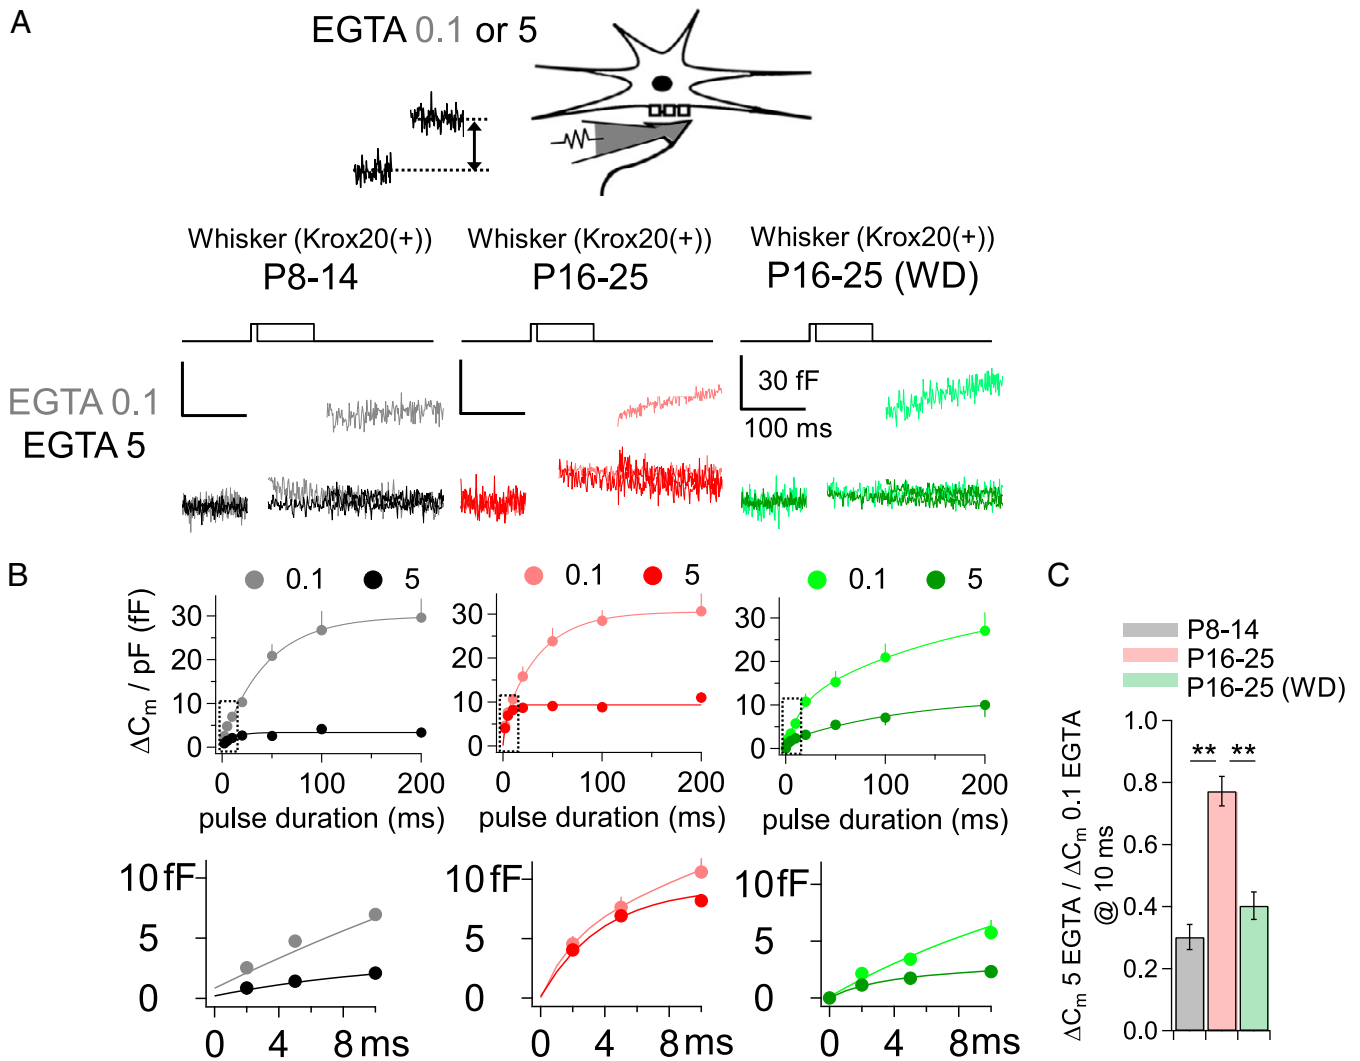 A
EGTA 0.1 or 5
Whisker (Krox20(+))
P8-14
Whisker (Krox20(+))
P16-25
Whisker (Krox20(+))
P16-25 (WD)
EGTA 0.1
EGTA 5
30 fF
100 ms
B
0.1 5
0.1 5
0.1 5
ΔCm / pF (fF)
30
20
10
0
0 100 200
pulse duration (ms)
30
20
10
0
0 100 200
pulse duration (ms)
30
20
10
0
0 100 200
pulse duration (ms)
10 fF
5
0
0 4 8 ms
10 fF
5
0
0 4 8 ms
10 fF
5
0
0 4 8 ms
C
P8-14
P16-25
P16-25 (WD)
ΔCm 5 EGTA / ΔCm 0.1 EGTA
@ 10 ms
1.0
0.8
0.6
0.4
0.2
0.0
** **